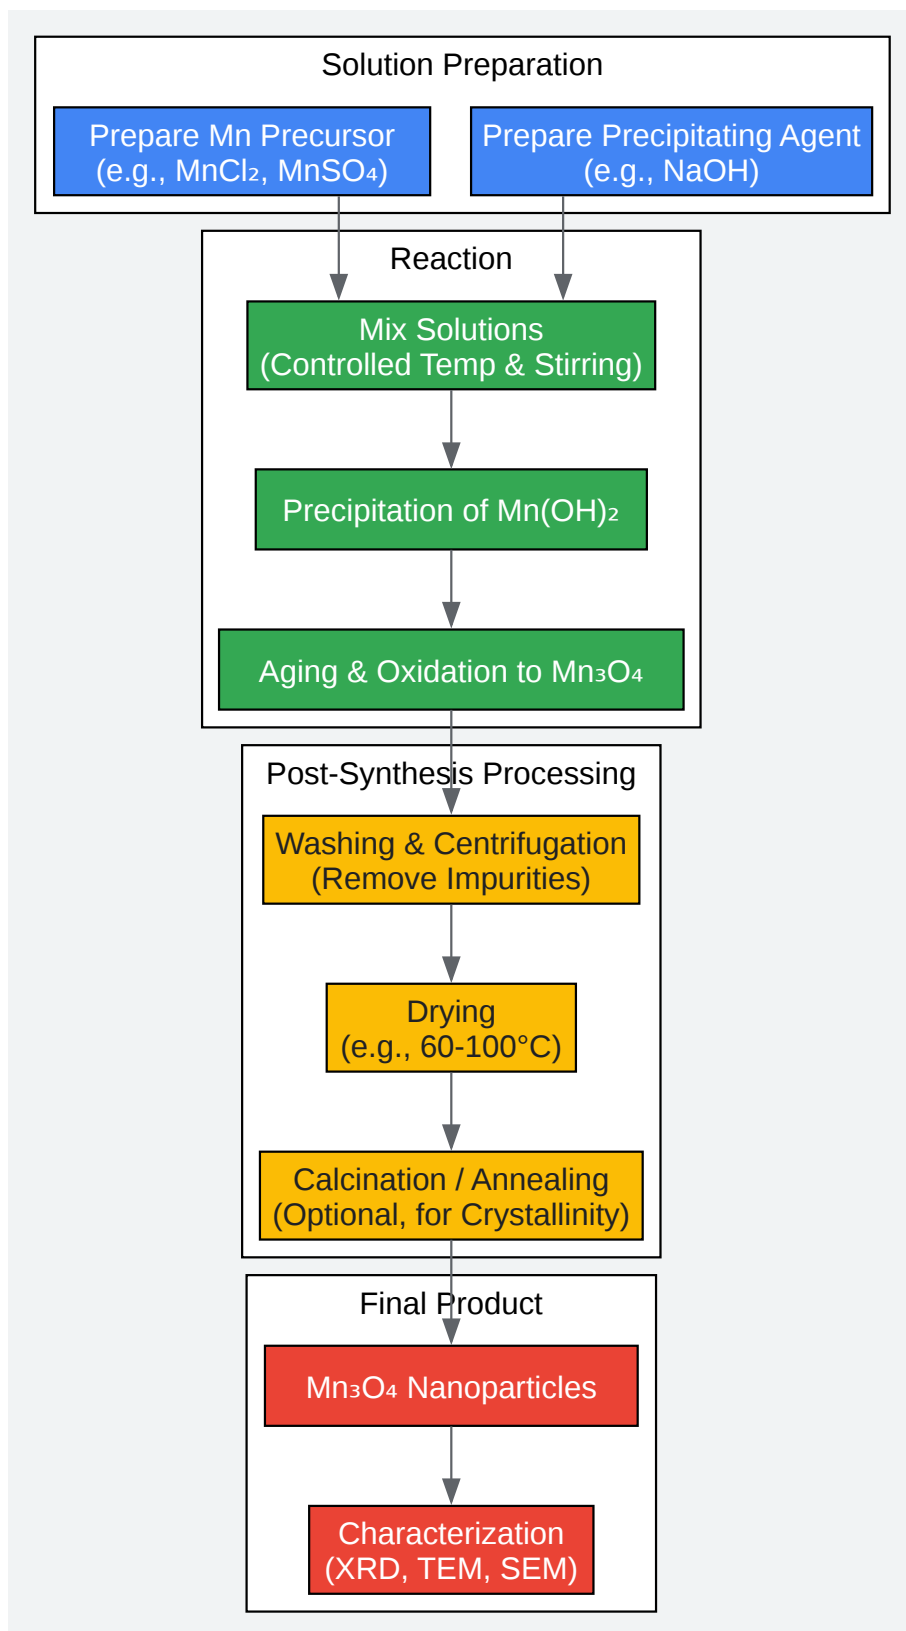 Solution Preparation
Prepare Mn Precursor
(e.g., MnCl₂, MnSO₄)
Prepare Precipitating Agent
(e.g., NaOH)
Reaction
Mix Solutions
(Controlled Temp & Stirring)
Precipitation of Mn(OH)₂
Aging & Oxidation to Mn₃O₄
Post-Synthesis Processing
Washing & Centrifugation
(Remove Impurities)
Drying
(e.g., 60-100°C)
Calcination / Annealing
(Optional, for Crystallinity)
Final Product
Mn₃O₄ Nanoparticles
Characterization
(XRD, TEM, SEM)